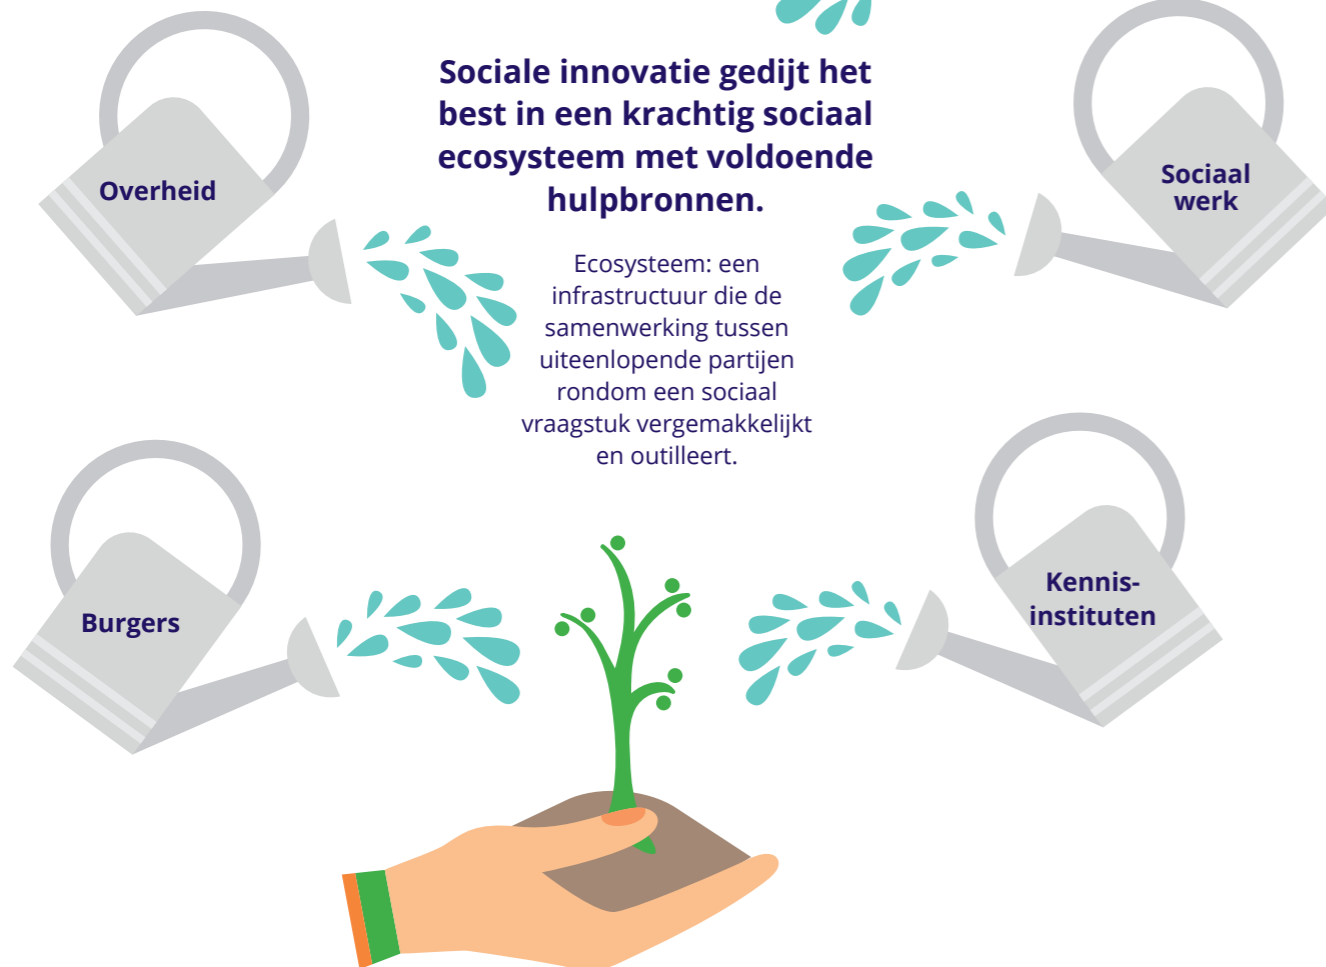 Sociale innovatie gedijt het
best in een krachtig sociaal
ecosysteem met voldoende
hulpbronnen.
Overheid
Sociaal
werk
Ecosysteem: een
infrastructuur die de
samenwerking tussen
uiteenlopende partijen
rondom een sociaal
vraagstuk vergemakkelijkt
en outilleert.
Burgers
Kennis-
instituten